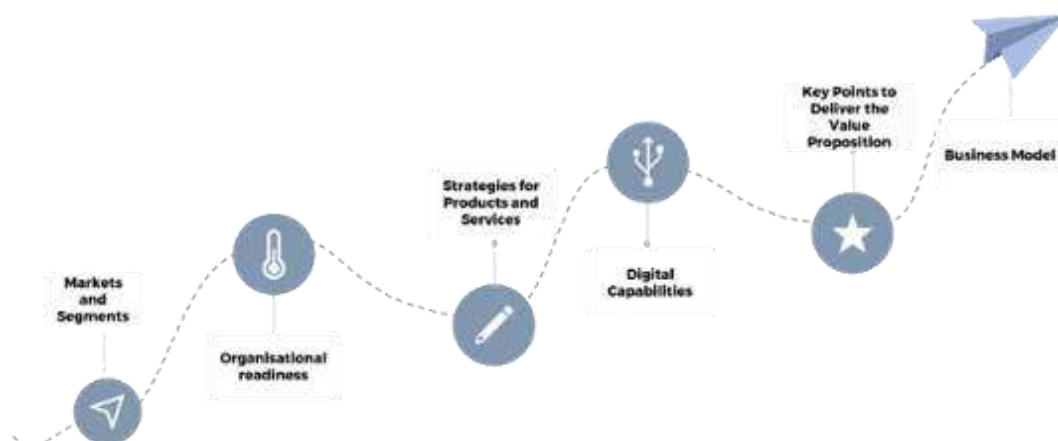 Markets
and
Segments
Organisational
readiness
Strategies for
Products and
Services
Digital
Capabilities
Key Points to
Deliver the
Value
Proposition
Business Model